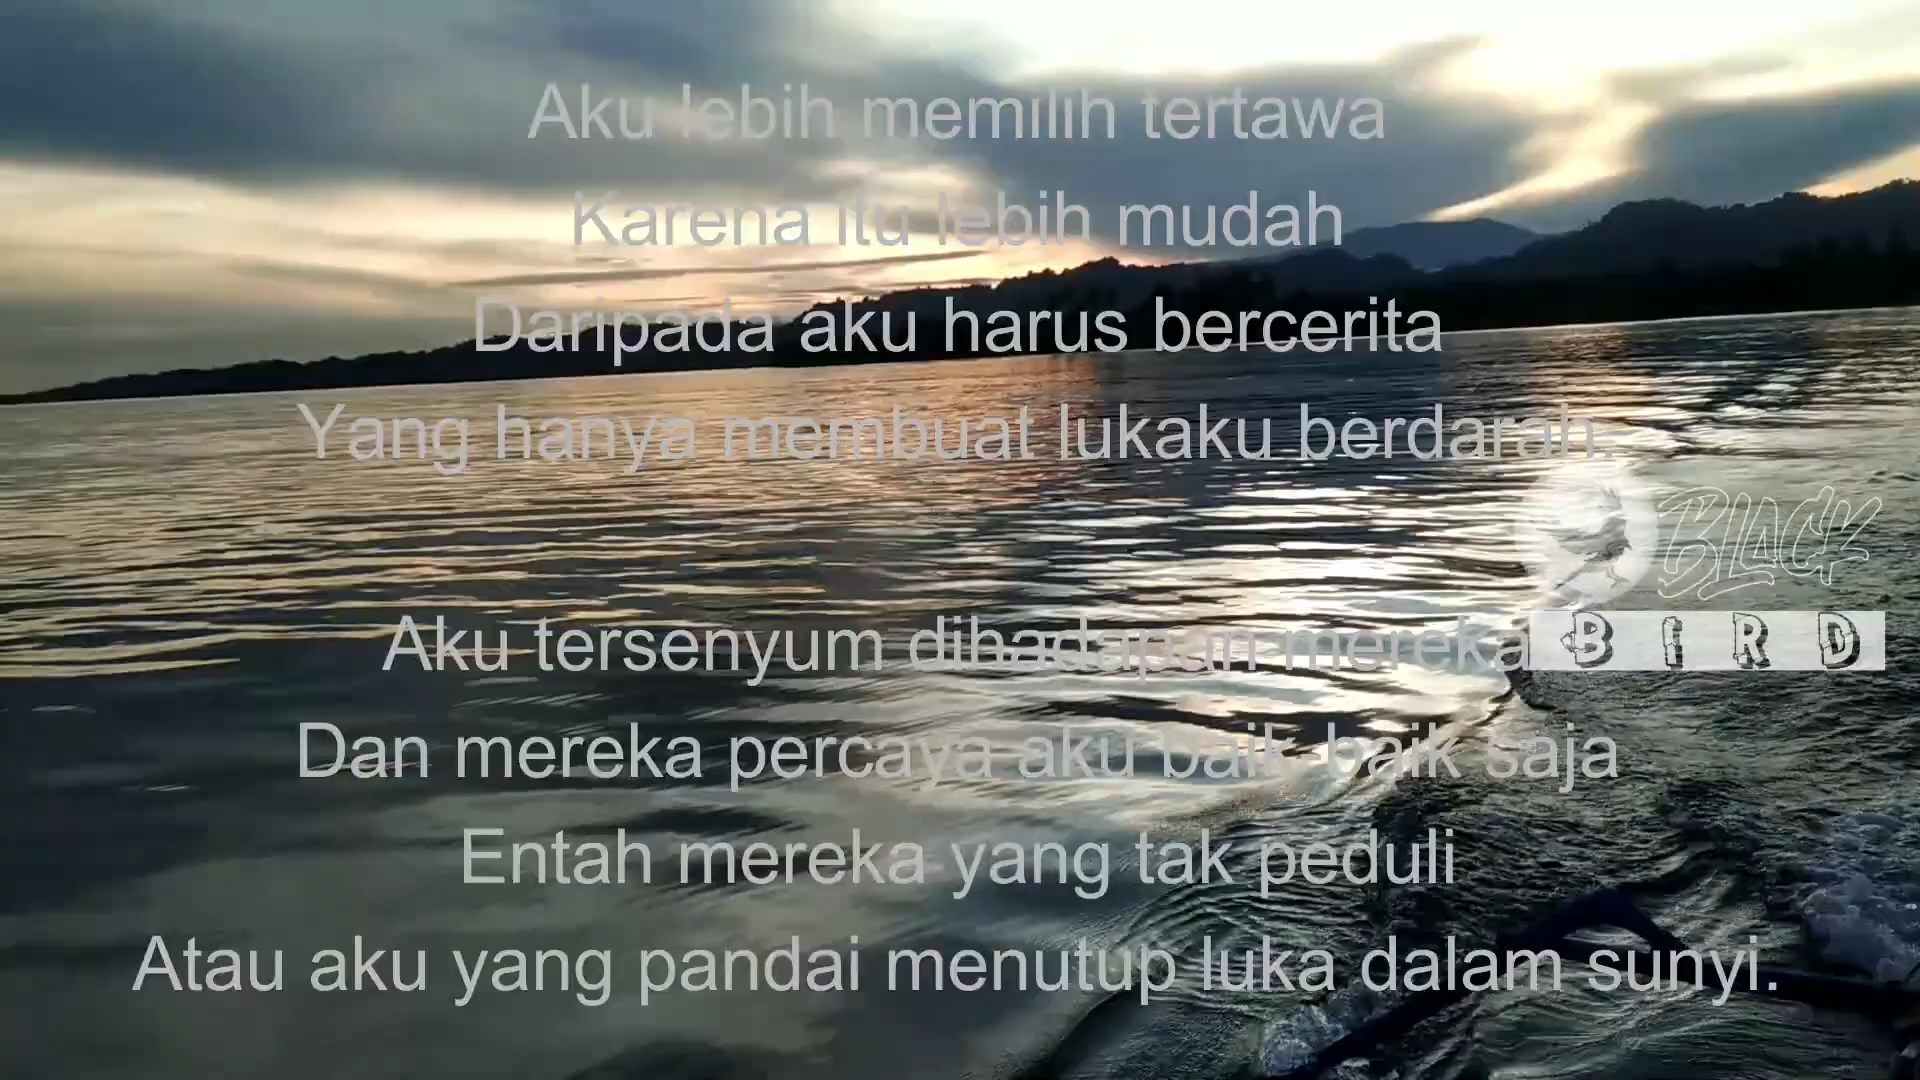 Aku lebih memilih tertawa
Karena itu lebih mudah
Daripada aku harus bercerita
Yang hanya membuat lukaku berdarah.
BLACK
BIRD
Aku tersenyum dihadapan mereka
Dan mereka percaya aku baik-baik saja
Entah mereka yang tak peduli
Atau aku yang pandai menutup luka dalam sunyi.